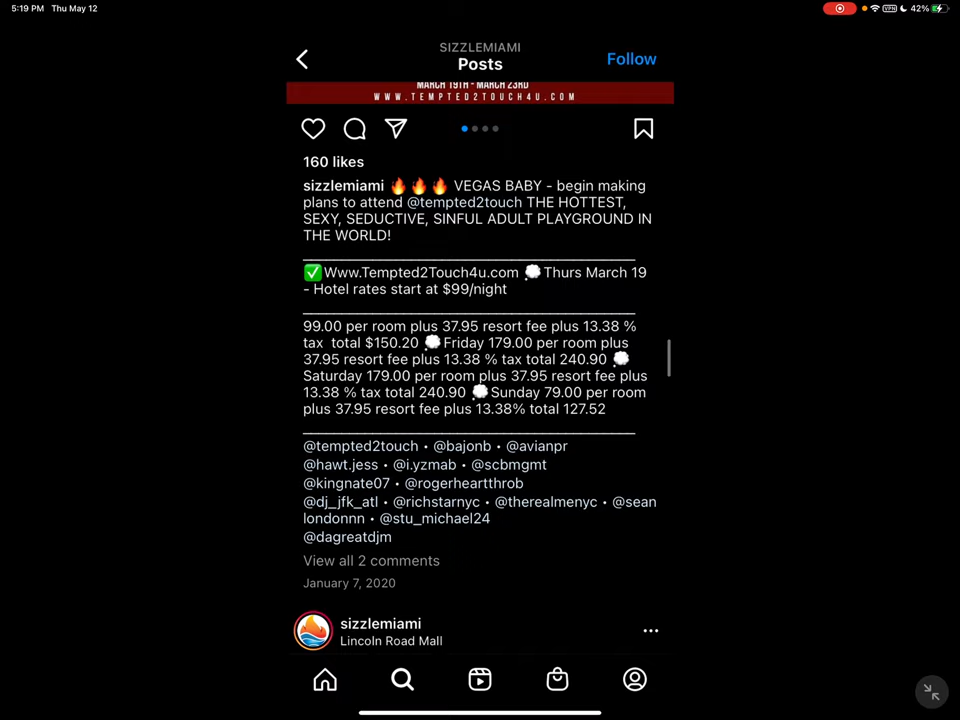 5:19 PM Thu May 12
VPN 42%
SIZZLEMIAMI
Posts
Follow
MARCH 19TH - MARCH 23RD
WWW.TEMPTED2TOUCH4U.COM
160 likes
sizzlemiami 🔥🔥🔥 VEGAS BABY - begin making
plans to attend @tempted2touch THE HOTTEST,
SEXY, SEDUCTIVE, SINFUL ADULT PLAYGROUND IN
THE WORLD!
✅Www.Tempted2Touch4u.com 💭Thurs March 19
- Hotel rates start at $99/night
99.00 per room plus 37.95 resort fee plus 13.38 %
tax total $150.20 💭Friday 179.00 per room plus
37.95 resort fee plus 13.38 % tax total 240.90 💭
Saturday 179.00 per room plus 37.95 resort fee plus
13.38 % tax total 240.90 💭Sunday 79.00 per room
plus 37.95 resort fee plus 13.38% total 127.52
@tempted2touch • @bajonb • @avianpr
@hawt.jess • @i.yzmab • @scbmgmt
@kingnate07 • @rogerheartthrob
@dj_jfk_atl • @richstarnyc • @therealmenyc • @sean
londonnn • @stu_michael24
@dagreatdjm
View all 2 comments
January 7, 2020
sizzlemiami
Lincoln Road Mall